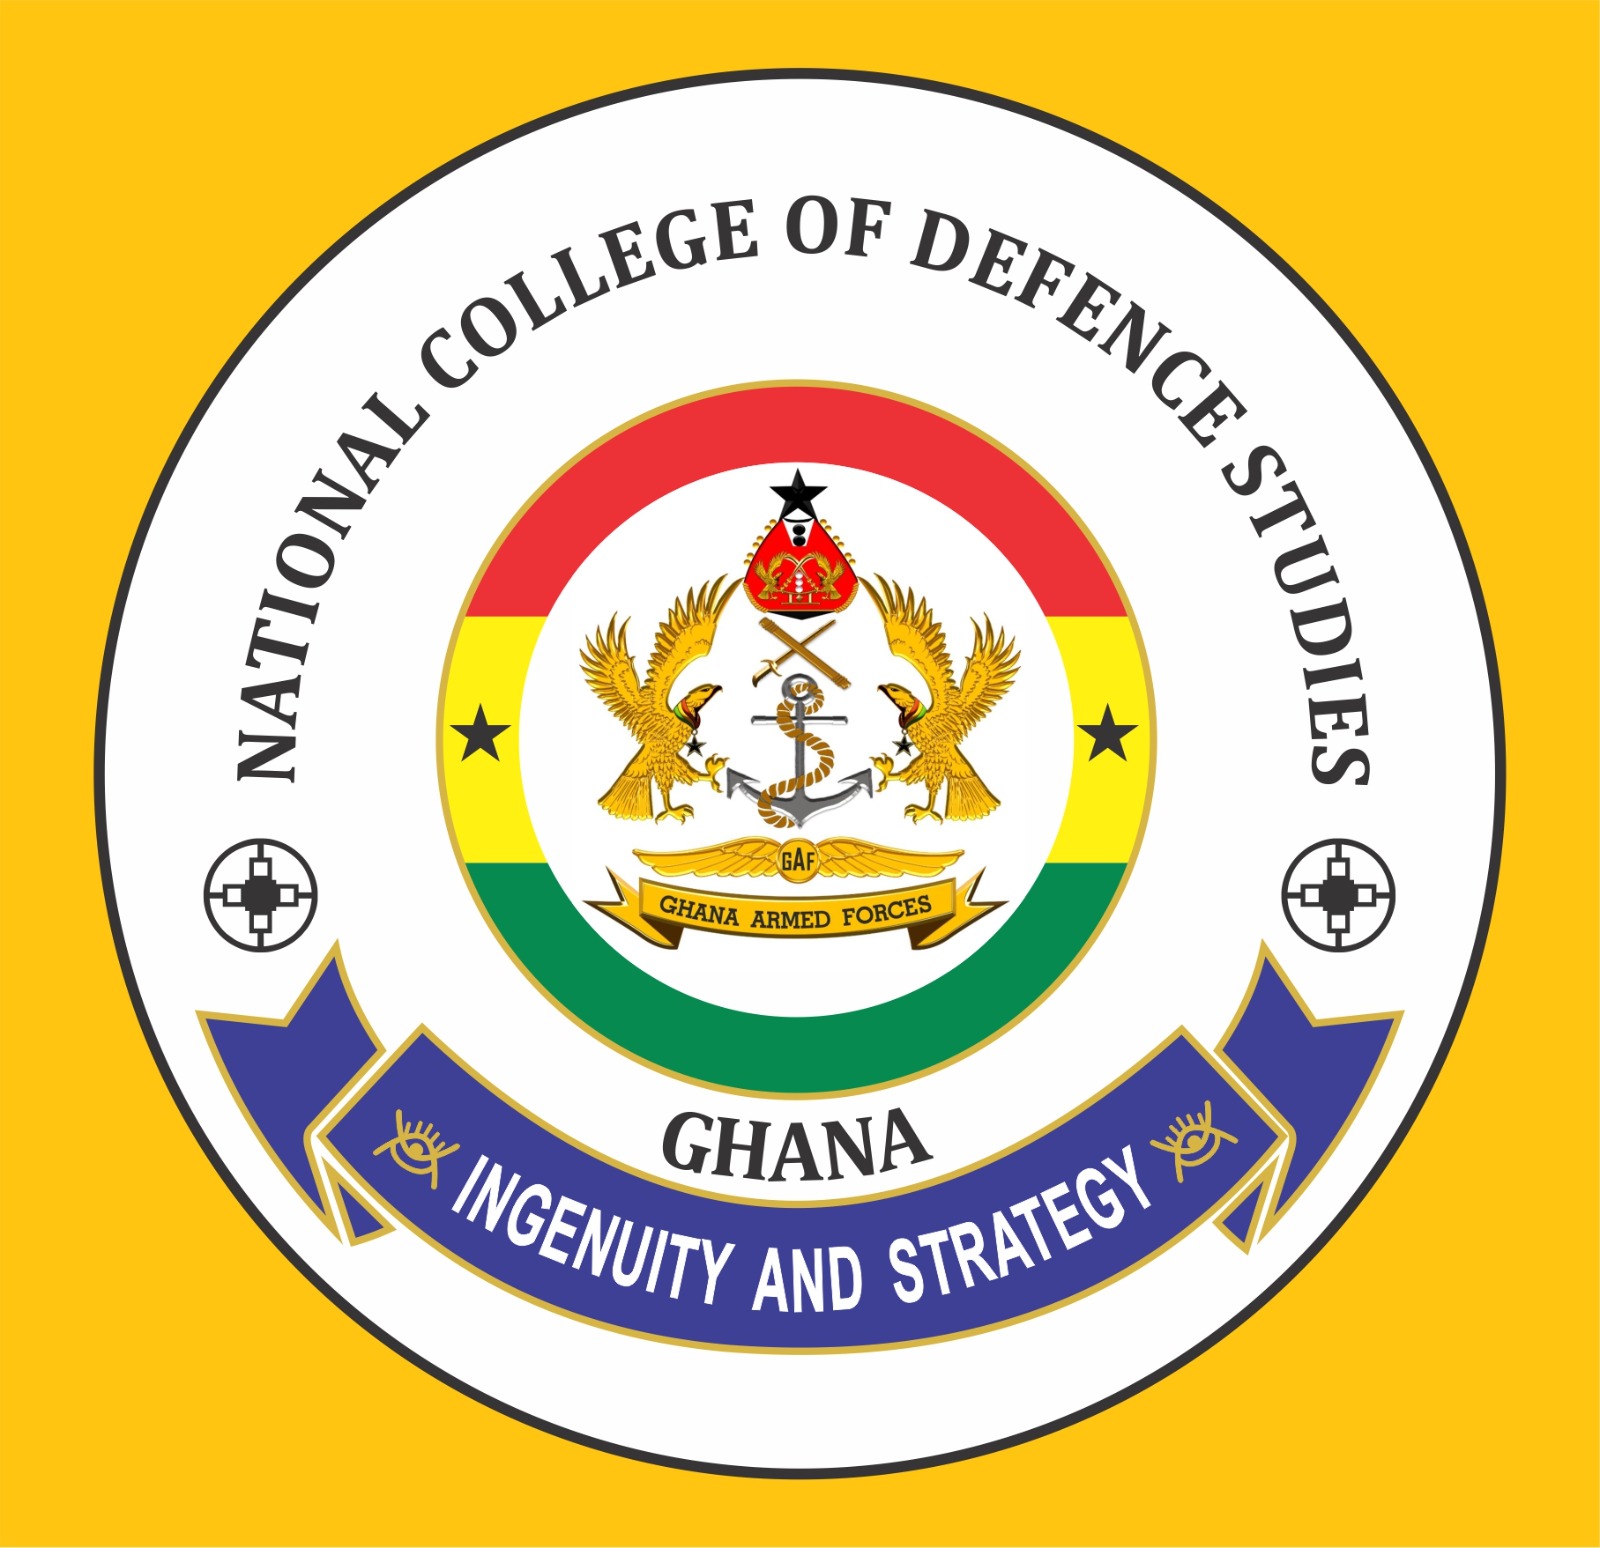 NATIONAL COLLEGE OF DEFENCE STUDIES
GAF
GHANA ARMED FORCES
GHANA
INGENUITY AND STRATEGY